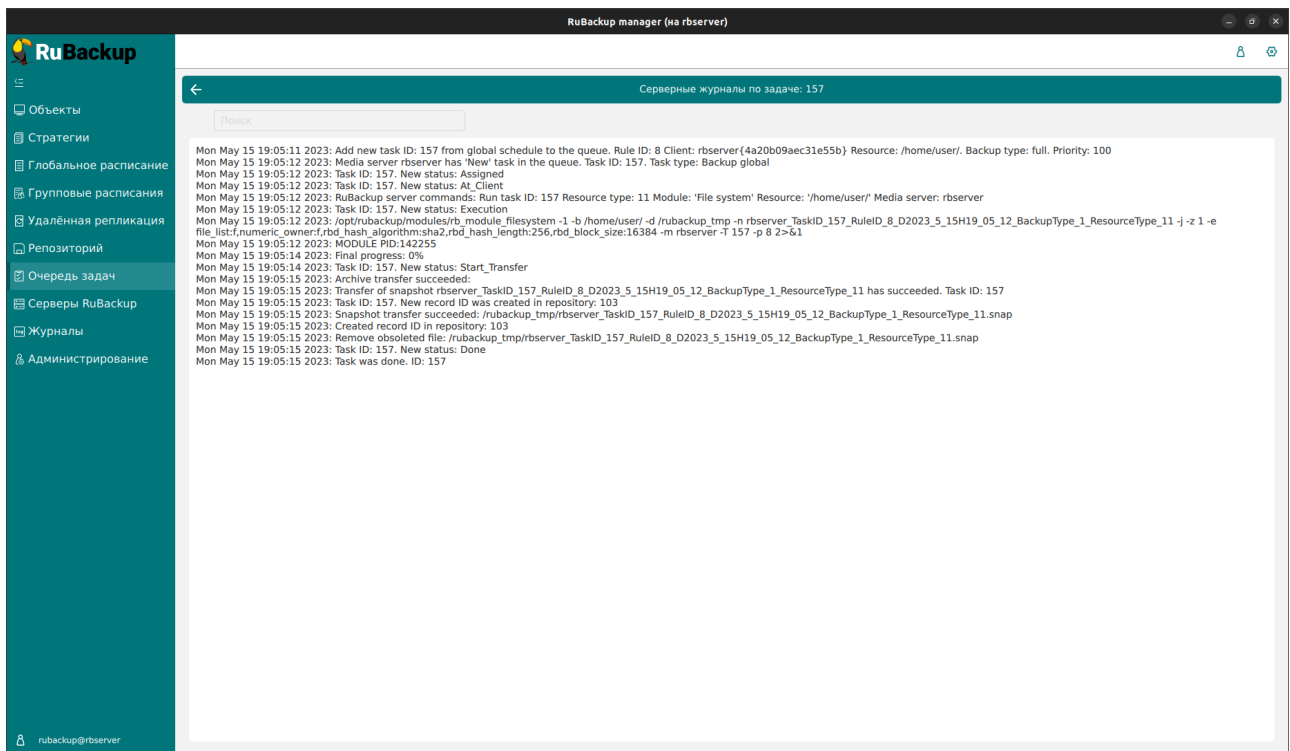 RuBackup manager (на rbserver)
RuBackup
Серверные журналы по задаче: 157
Объекты
Стратегии
Глобальное расписание
Групповые расписания
Удалённая репликация
Репозиторий
Очередь задач
Серверы RuBackup
Журналы
Администрирование
Поиск
Mon May 15 19:05:11 2023: Add new task ID: 157 from global schedule to the queue. Rule ID: 8 Client: rbserver{4a20b09aec31e55b} Resource: /home/user/. Backup type: full. Priority: 100
Mon May 15 19:05:12 2023: Media server rbserver has 'New' task in the queue. Task ID: 157. Task type: Backup global
Mon May 15 19:05:12 2023: Task ID: 157. New status: Assigned
Mon May 15 19:05:12 2023: Task ID: 157. New status: At_Client
Mon May 15 19:05:12 2023: RuBackup server commands: Run task ID: 157 Resource type: 11 Module: 'File system' Resource: '/home/user/' Media server: rbserver
Mon May 15 19:05:12 2023: Task ID: 157. New status: Execution
Mon May 15 19:05:12 2023: /opt/rubackup/modules/rb_module_filesystem -1 -b /home/user/ -d /rubackup_tmp -n rbserver_TaskID_157_RuleID_8_D2023_5_15H19_05_12_BackupType_1_ResourceType_11 -j -z 1 -e
file_list:f,numeric_owner:f,rbd_hash_algorithm:sha2,rbd_hash_length:256,rbd_block_size:16384 -m rbserver -T 157 -p 8 2>&1
Mon May 15 19:05:12 2023: MODULE PID:142255
Mon May 15 19:05:14 2023: Final progress: 0%
Mon May 15 19:05:14 2023: Task ID: 157. New status: Start_Transfer
Mon May 15 19:05:15 2023: Archive transfer succeeded:
Mon May 15 19:05:15 2023: Transfer of snapshot rbserver_TaskID_157_RuleID_8_D2023_5_15H19_05_12_BackupType_1_ResourceType_11 has succeeded. Task ID: 157
Mon May 15 19:05:15 2023: Task ID: 157. New record ID was created in repository: 103
Mon May 15 19:05:15 2023: Snapshot transfer succeeded: /rubackup_tmp/rbserver_TaskID_157_RuleID_8_D2023_5_15H19_05_12_BackupType_1_ResourceType_11.snap
Mon May 15 19:05:15 2023: Created record ID in repository: 103
Mon May 15 19:05:15 2023: Remove obsoleted file: /rubackup_tmp/rbserver_TaskID_157_RuleID_8_D2023_5_15H19_05_12_BackupType_1_ResourceType_11.snap
Mon May 15 19:05:15 2023: Task ID: 157. New status: Done
Mon May 15 19:05:15 2023: Task was done. ID: 157
rubackup@rbserver